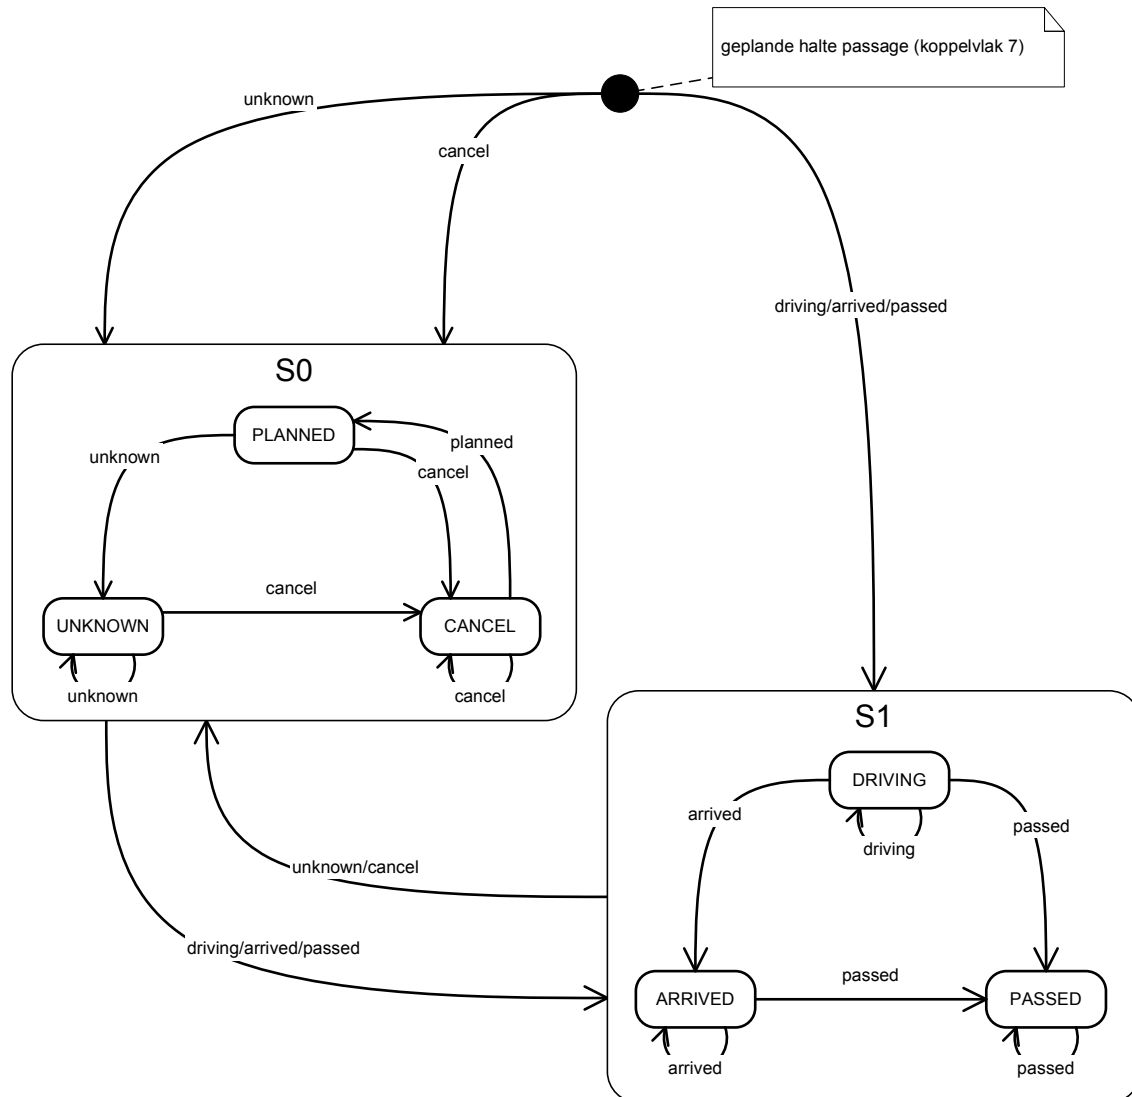 geplande halte passage (koppelvlak 7)
unknown
cancel
driving/arrived/passed
S0
PLANNED
planned
unknown
cancel
cancel
UNKNOWN
CANCEL
unknown
cancel
S1
DRIVING
arrived
driving
passed
unknown/cancel
driving/arrived/passed
passed
ARRIVED
PASSED
arrived
passed